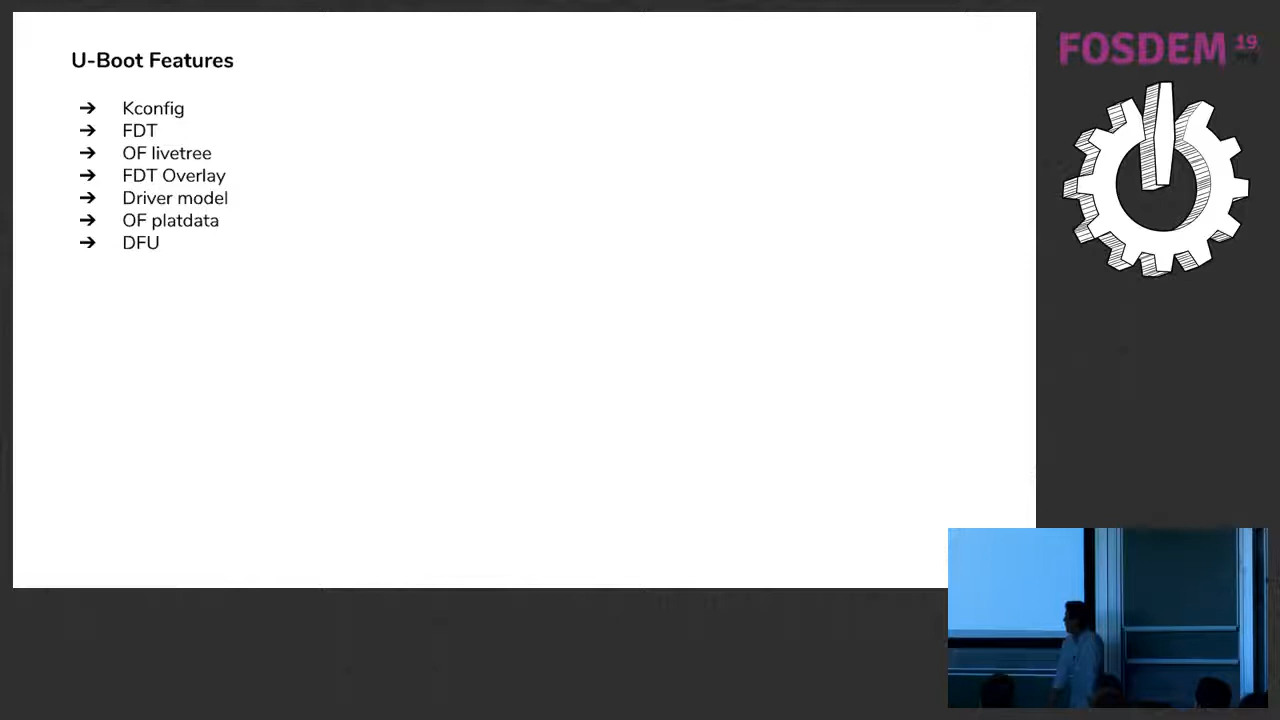 U-Boot Features
➔ Kconfig
➔ FDT
➔ OF livetree
➔ FDT Overlay
➔ Driver model
➔ OF platdata
➔ DFU
FOSDEM 19